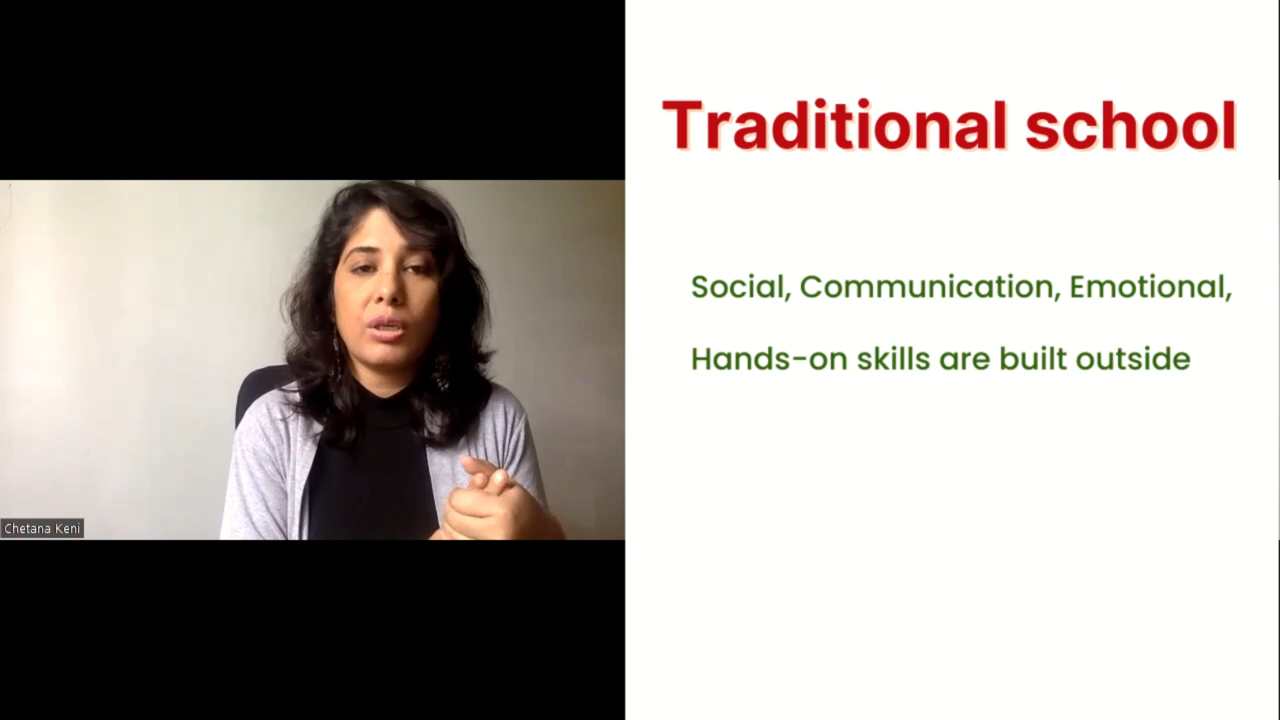 Traditional school
Social, Communication, Emotional,
Hands-on skills are built outside
Chetana Keni